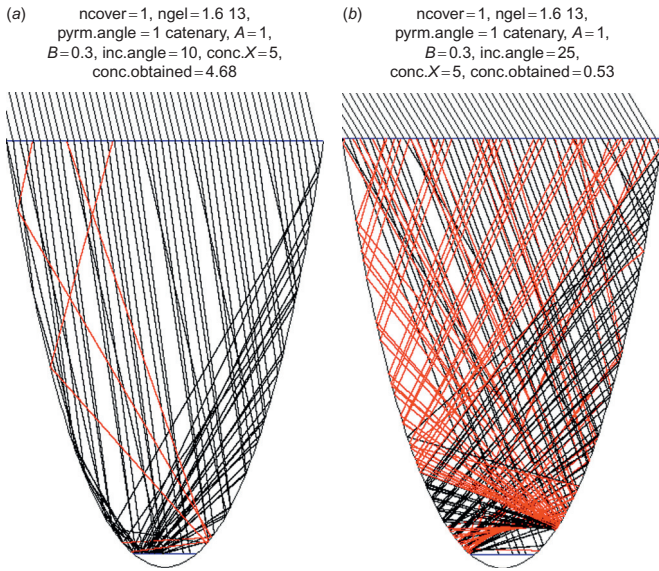 (a) ncover=1, ngel=1.6 13,
pyrm.angle=1 catenary, A=1,
B=0.3, inc.angle=10, conc.X=5,
conc.obtained=4.68
(b) ncover=1, ngel=1.6 13,
pyrm.angle=1 catenary, A=1,
B=0.3, inc.angle=25,
conc.X=5, conc.obtained=0.53